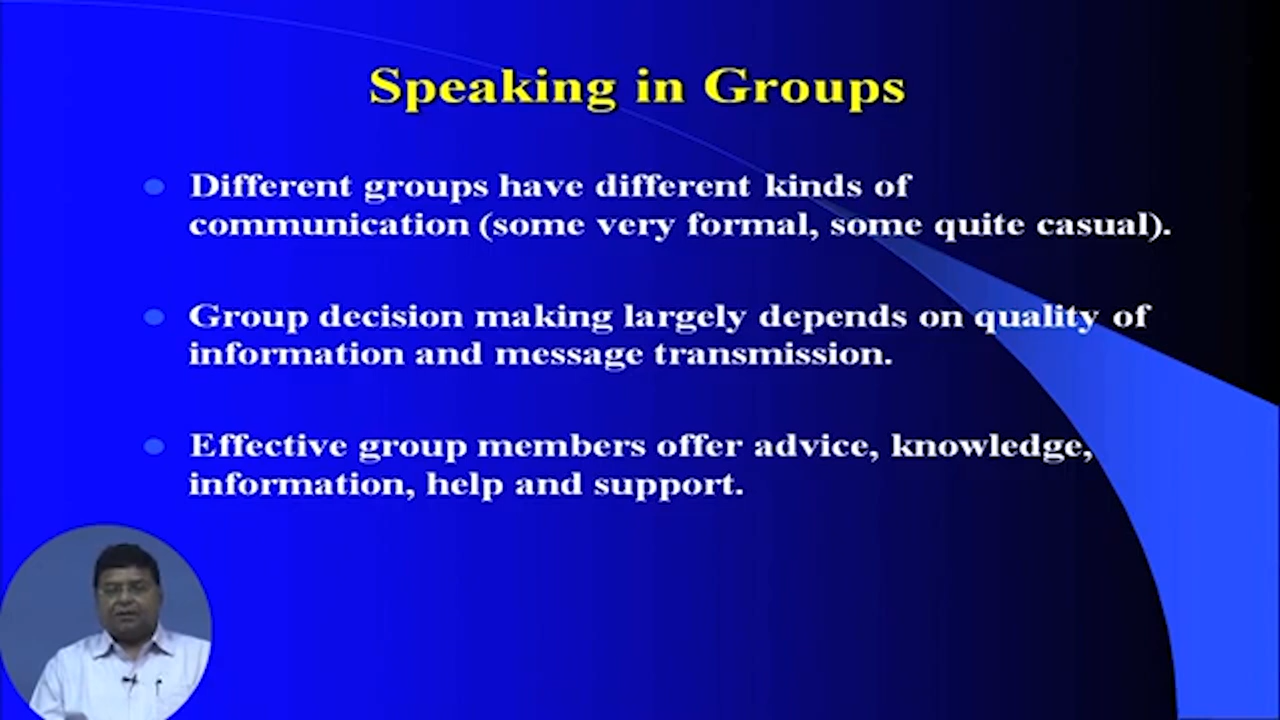 Speaking in Groups
Different groups have different kinds of
communication (some very formal, some quite casual).
Group decision making largely depends on quality of
information and message transmission.
Effective group members offer advice, knowledge,
information, help and support.